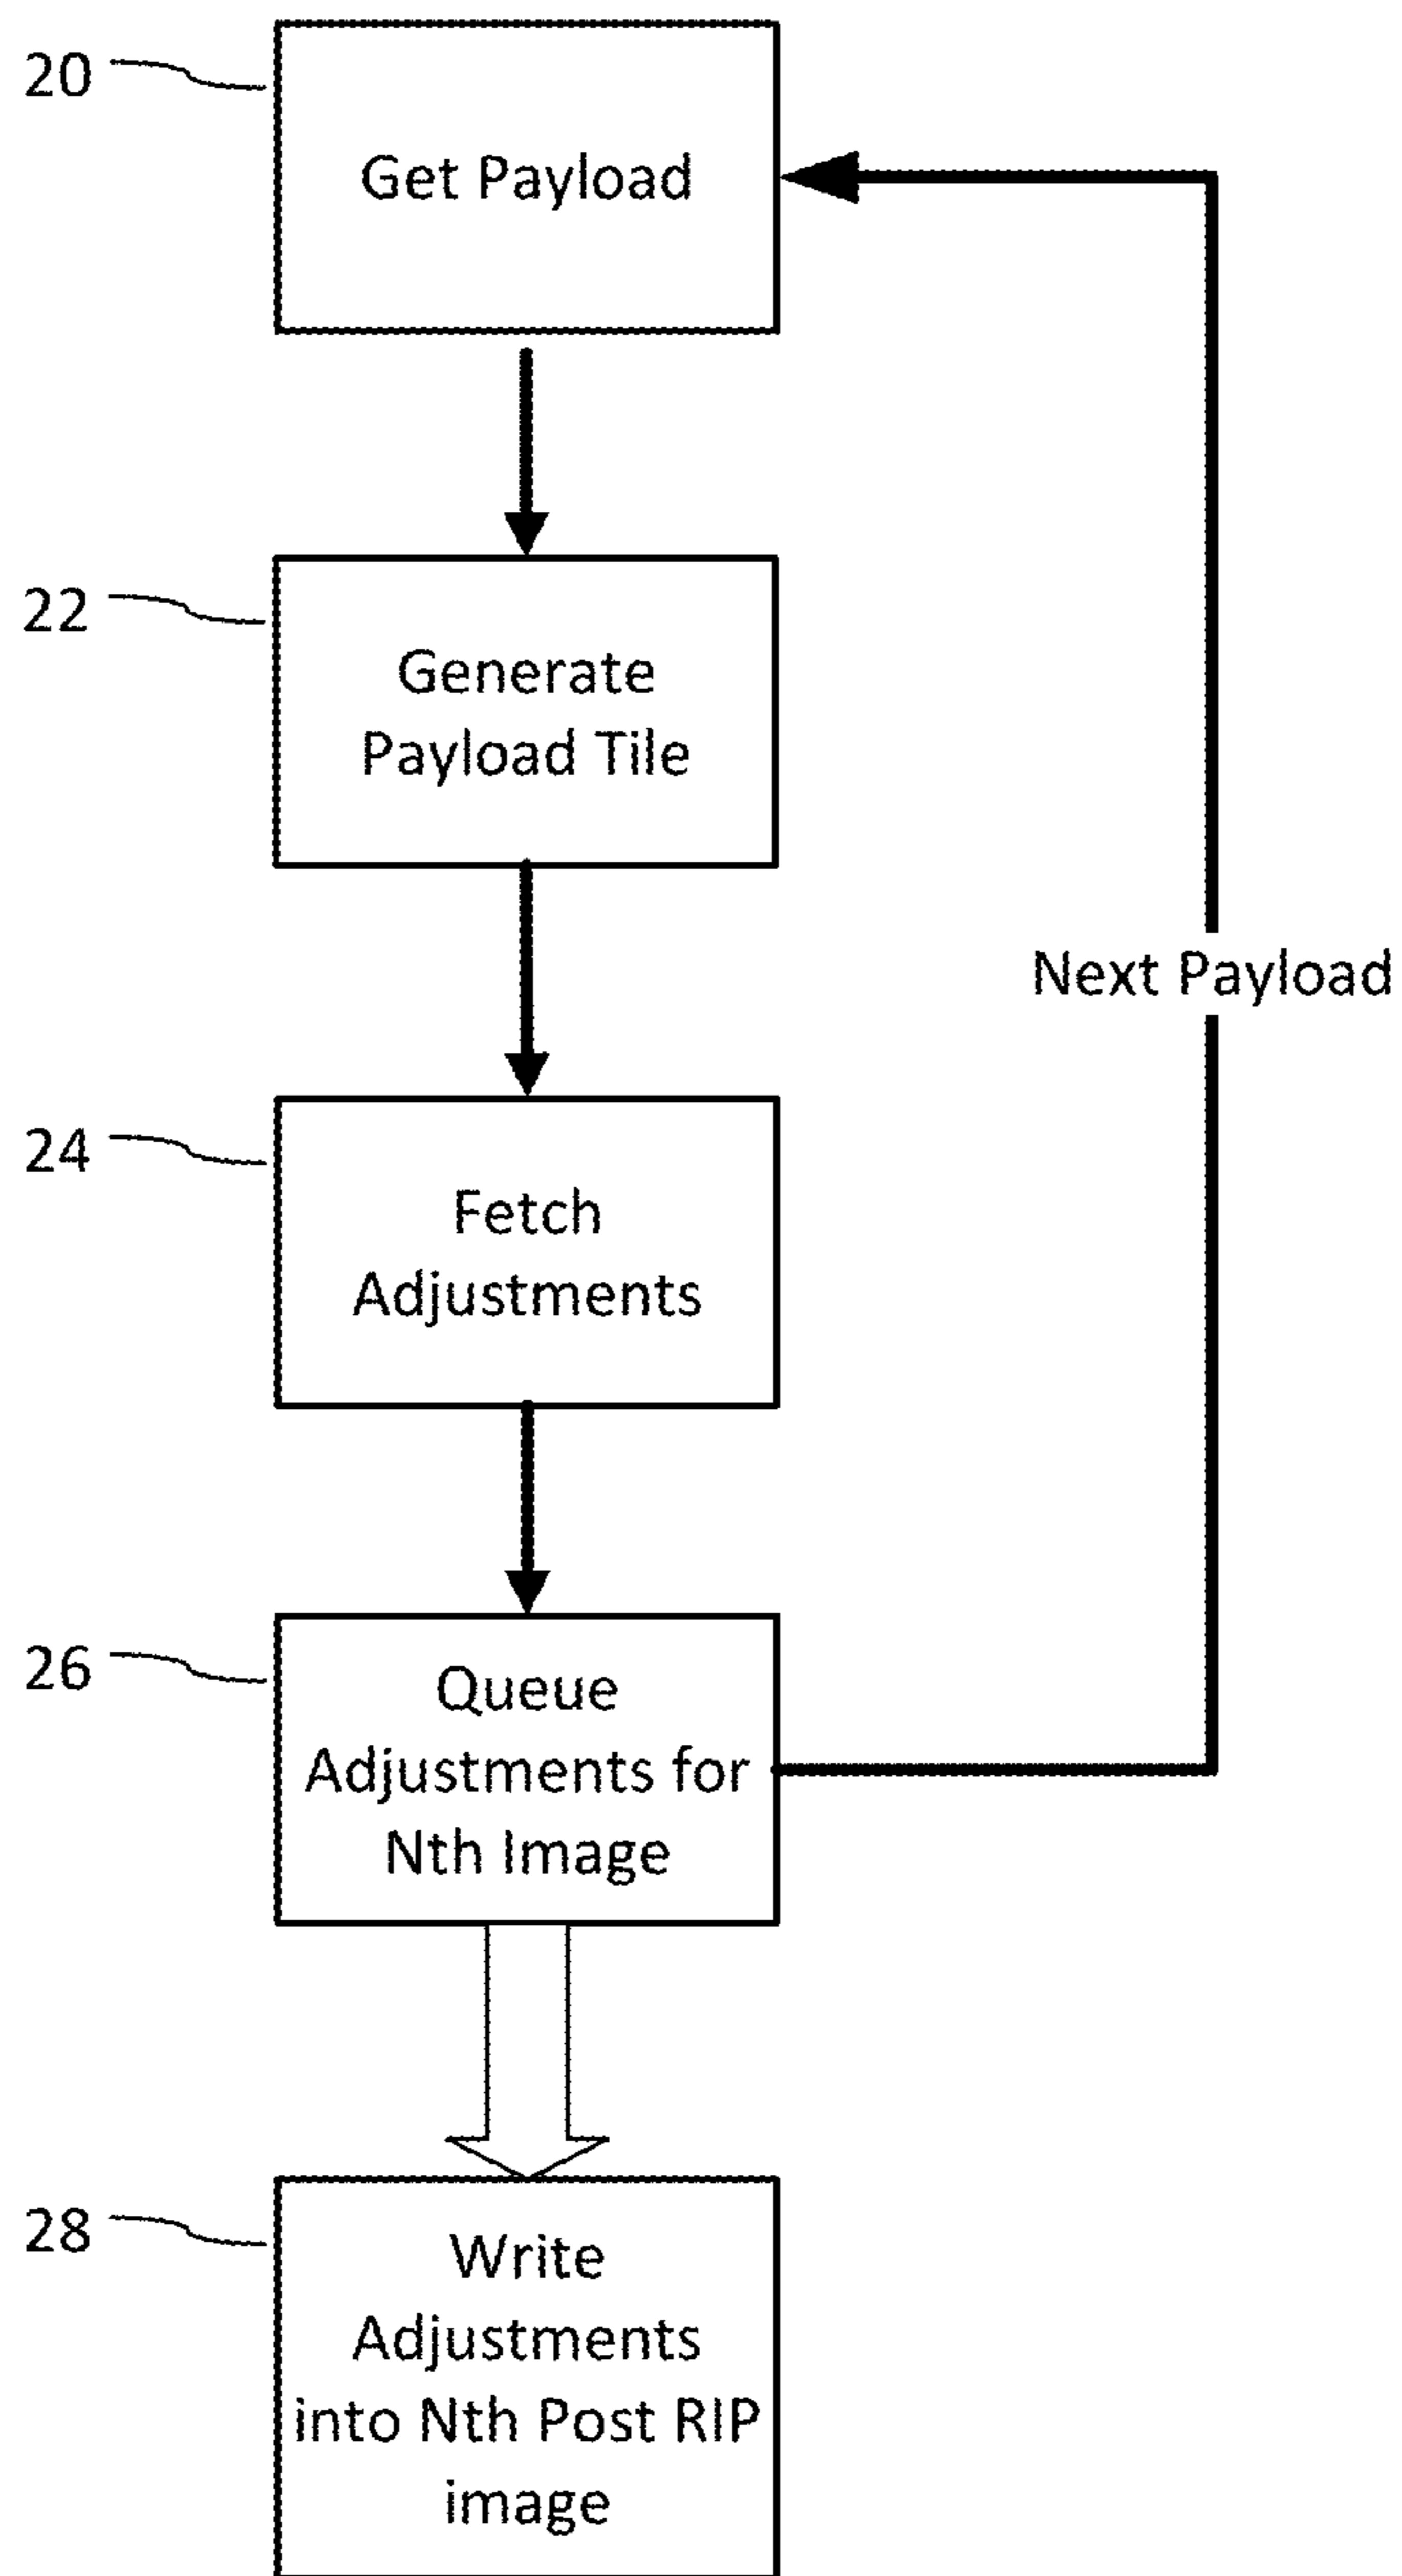 20
Get Payload
22
Generate
Payload Tile
Next Payload
24
Fetch
Adjustments
26
Queue
Adjustments for
Nth Image
28
Write
Adjustments
into Nth Post RIP
image